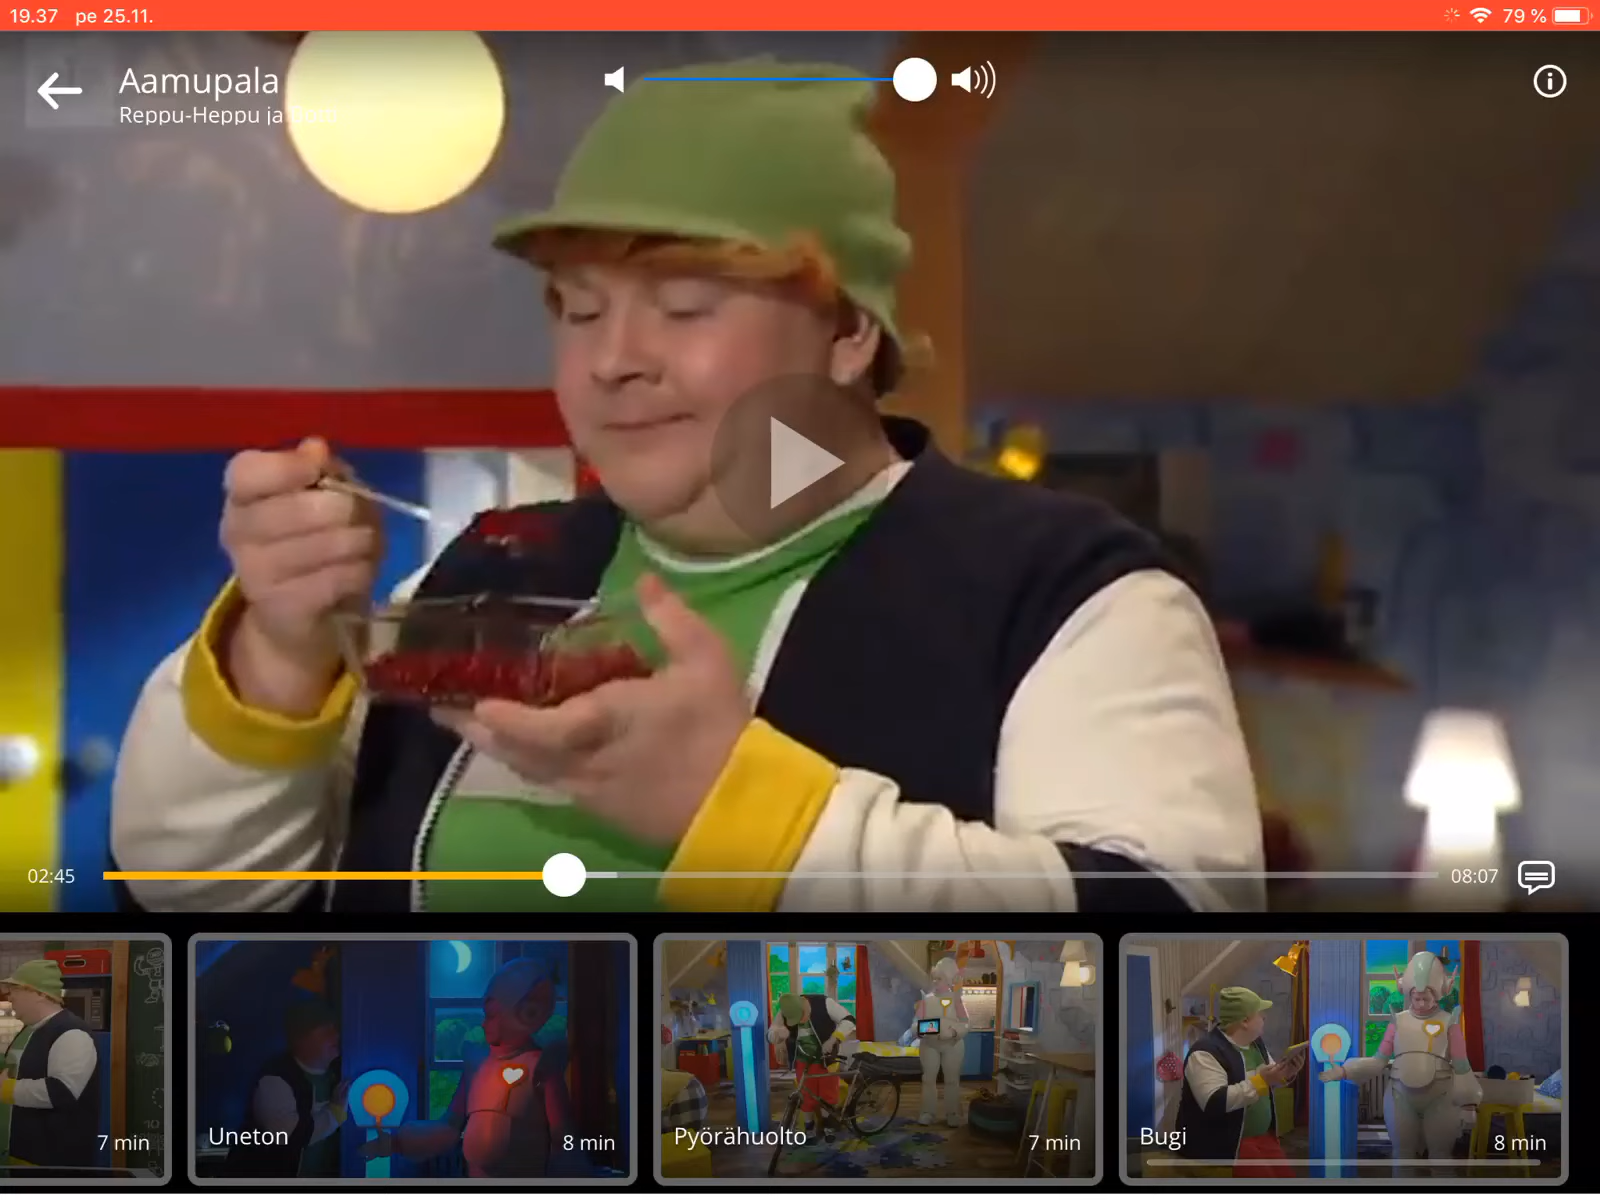 19.37 pe 25.11.
79 %
Aamupala
Reppu-Heppu ja
02:45
08:07
7 min
Uneton
8 min
Pyörähuolto
7 min
Bugi
8 min